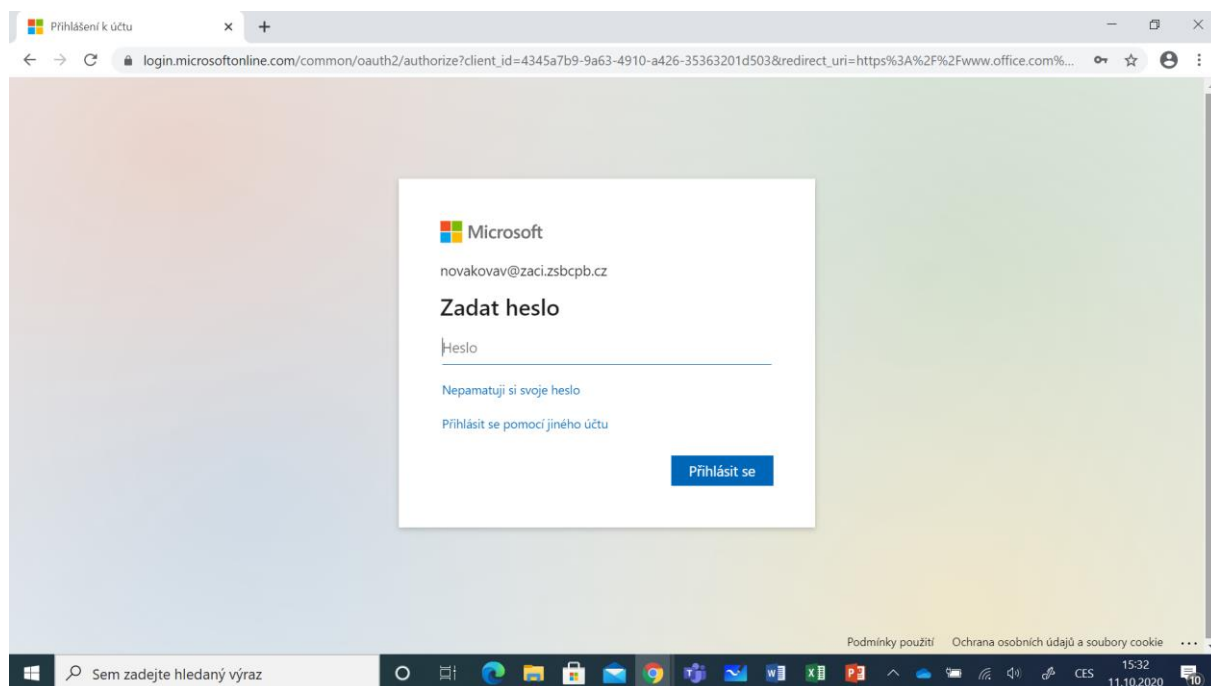 Přihlášení k účtu
login.microsoftonline.com/common/oauth2/authorize?client_id=4345a7b9-9a63-4910-a426-35363201d503&redirect_uri=https%3A%2F%2Fwww.office.com%...
Microsoft
novakovav@zaci.zsbcpb.cz
Zadat heslo
Heslo
Nepamatuji si svoje heslo
Přihlásit se pomocí jiného účtu
Přihlásit se
Podmínky použití Ochrana osobních údajů a soubory cookie ...
Sem zadejte hledaný výraz
CES
15:32
11.10.2020
10